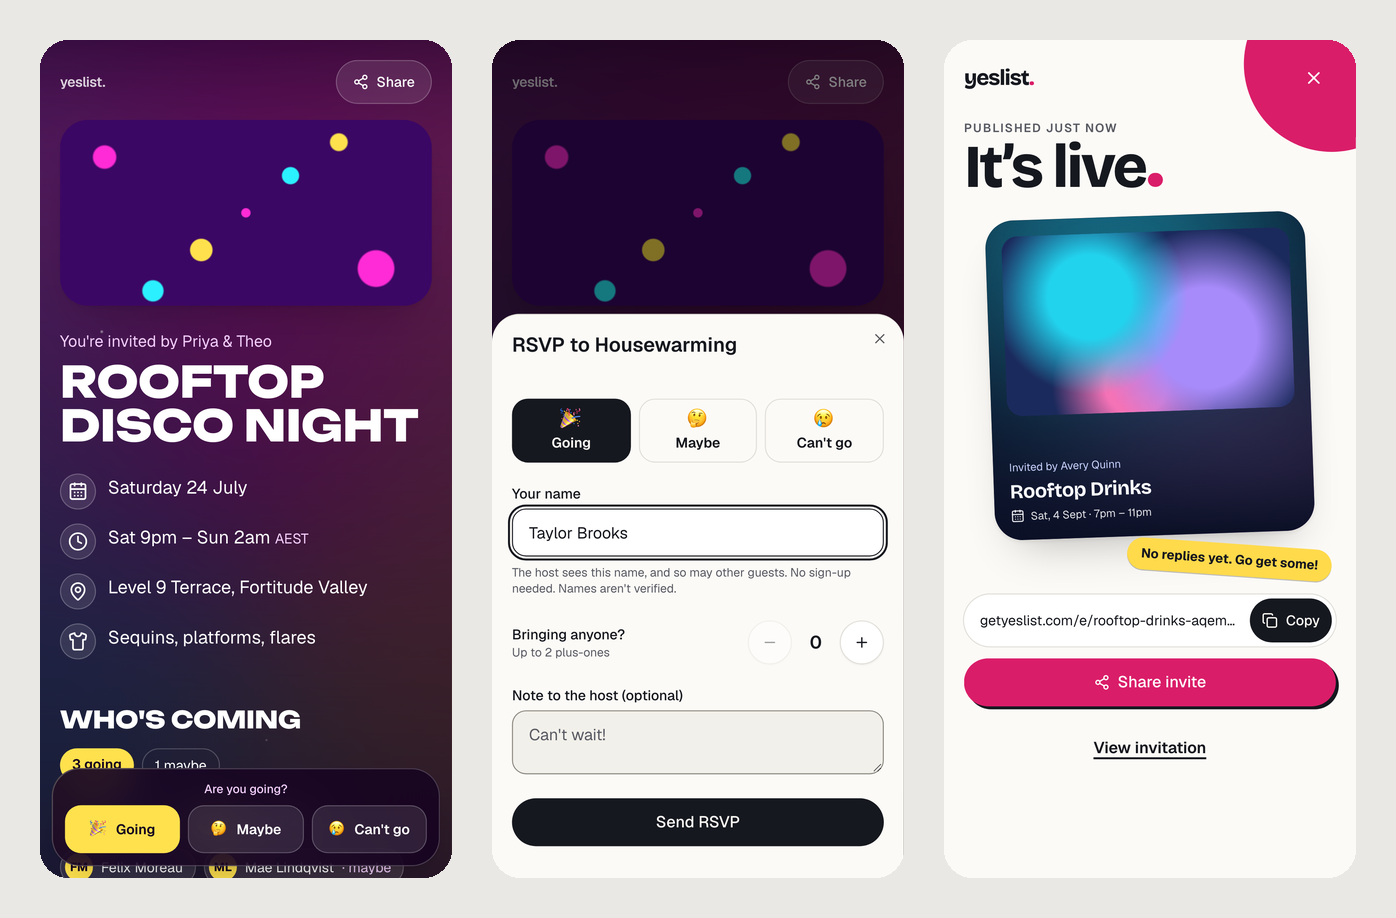 yeslist.
Share
You're invited by Priya & Theo
ROOFTOP
DISCO NIGHT
Saturday 24 July
Sat 9pm – Sun 2am AEST
Level 9 Terrace, Fortitude Valley
Sequins, platforms, flares
WHO'S COMING
3 going
1 maybe
Are you going?
🎉 Going
🤔 Maybe
😢 Can't go
FM Felix Moreau
ML Mae Lindqvist · maybe
yeslist.
Share
RSVP to Housewarming
🎉
Going
🤔
Maybe
😢
Can't go
Your name
Taylor Brooks
The host sees this name, and so may other guests. No sign-up
needed. Names aren't verified.
Bringing anyone?
Up to 2 plus-ones
− 0 +
Note to the host (optional)
Can't wait!
Send RSVP
yeslist.
PUBLISHED JUST NOW
It's live.
Invited by Avery Quinn
Rooftop Drinks
Sat, 4 Sept · 7pm – 11pm
No replies yet. Go get some!
getyeslist.com/e/rooftop-drinks-aqem...
Copy
Share invite
View invitation